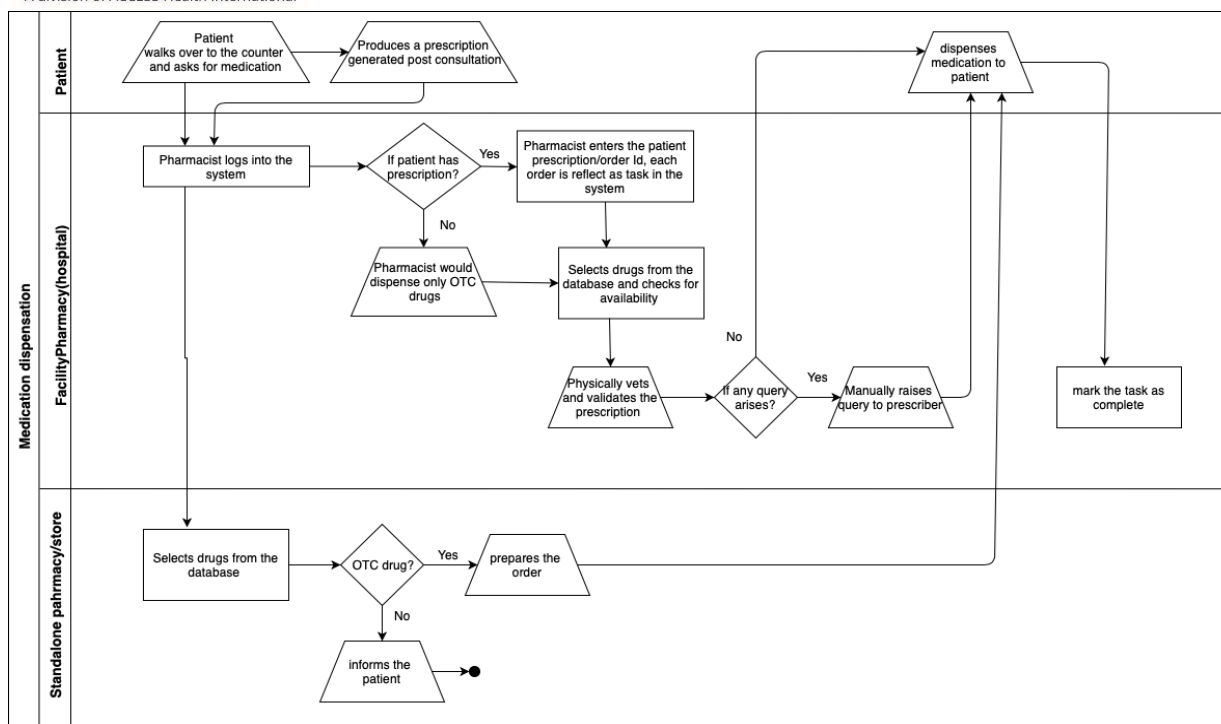 Medication dispensation
Patient
Patient
walks over to the counter
and asks for medication
Produces a prescription
generated post consultation
dispenses
medication to
patient
FacilityPharmacy(hospital)
Pharmacist logs into the
system
If patient has
prescription?
Yes
Pharmacist enters the patient
prescription/order Id, each
order is reflect as task in the
system
No
Pharmacist would
dispense only OTC
drugs
Selects drugs from the
database and checks for
availability
Physically vets
and validates the
prescription
No
If any query
arises?
Yes
Manually raises
query to prescriber
mark the task as
complete
Standalone pahrmacy/store
Selects drugs from the
database
OTC drug?
Yes
prepares the
order
No
informs the
patient